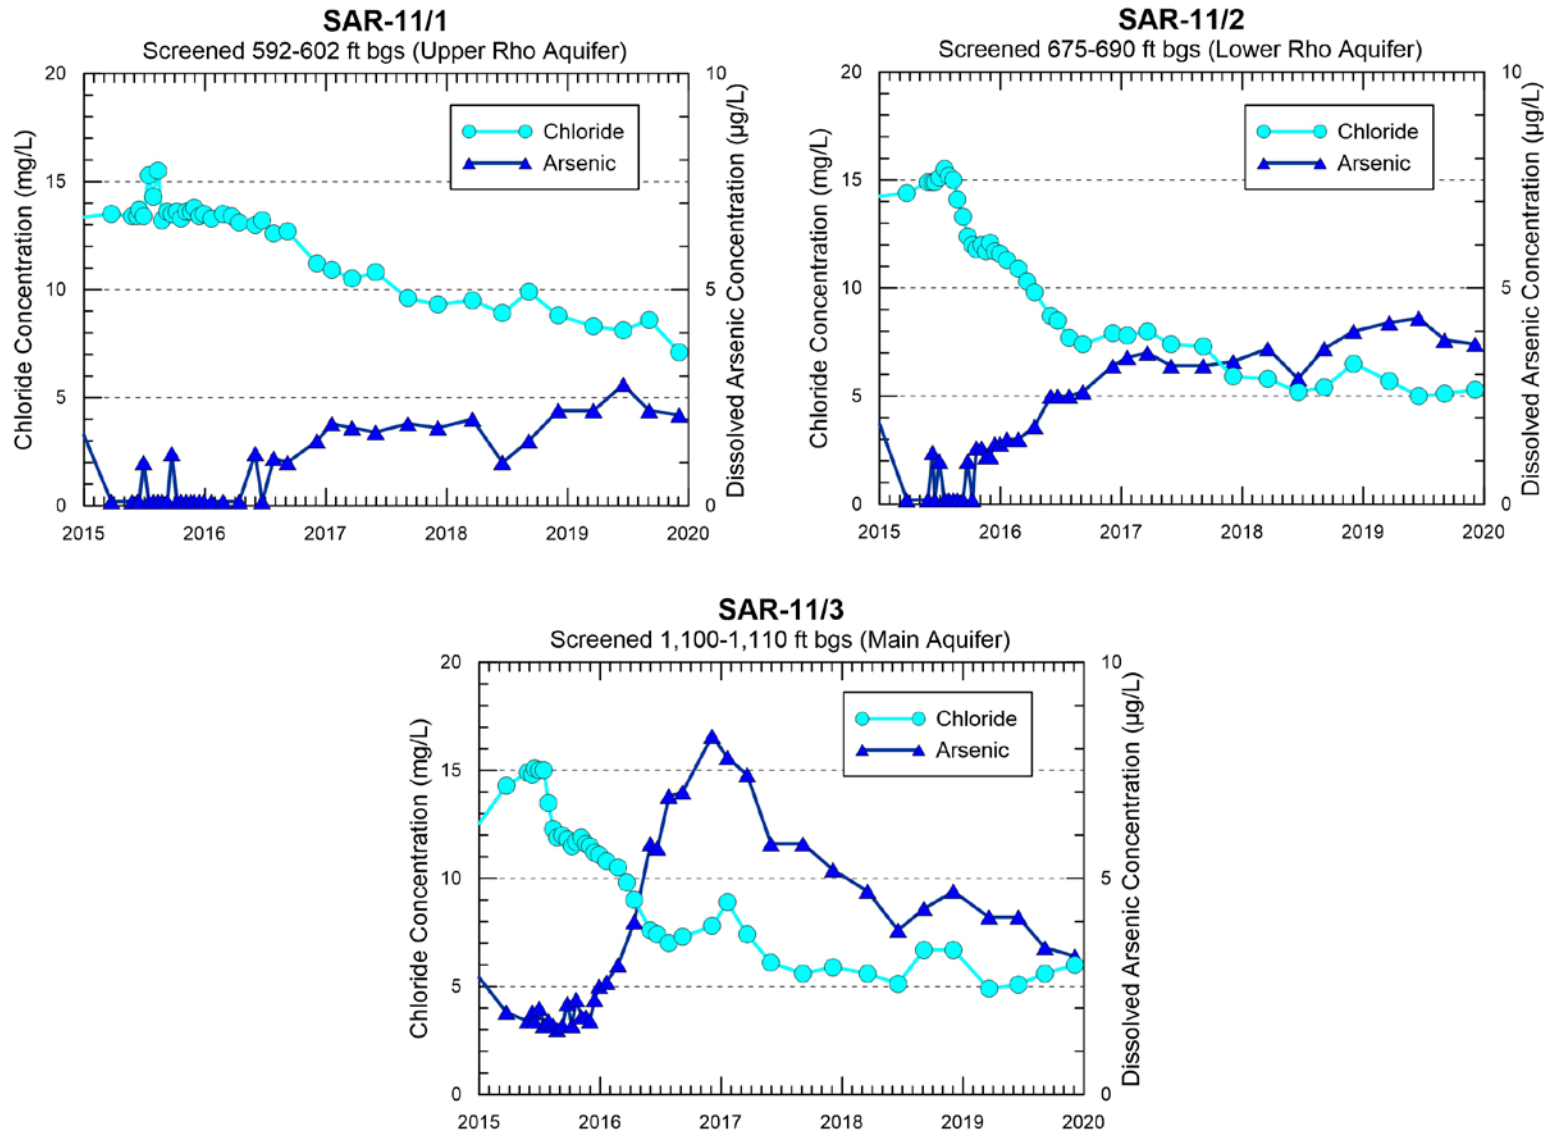 SAR-11/1
Screened 592-602 ft bgs (Upper Rho Aquifer)
20
15
10
5
0
Chloride Concentration (mg/L)
10
5
0
Dissolved Arsenic Concentration (µg/L)
Chloride
Arsenic
2015 2016 2017 2018 2019 2020
SAR-11/2
Screened 675-690 ft bgs (Lower Rho Aquifer)
20
15
10
5
0
Chloride Concentration (mg/L)
10
5
0
Dissolved Arsenic Concentration (µg/L)
Chloride
Arsenic
2015 2016 2017 2018 2019 2020
SAR-11/3
Screened 1,100-1,110 ft bgs (Main Aquifer)
20
15
10
5
0
Chloride Concentration (mg/L)
10
5
0
Dissolved Arsenic Concentration (µg/L)
Chloride
Arsenic
2015 2016 2017 2018 2019 2020